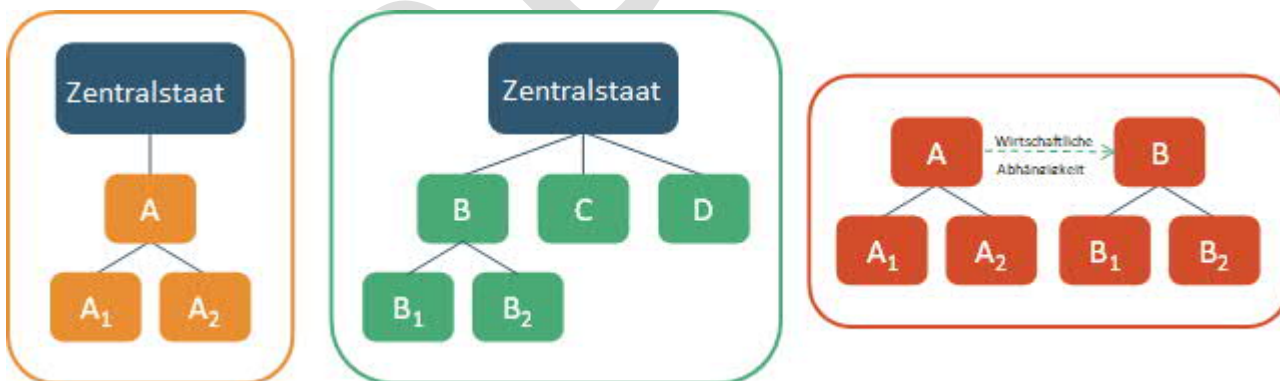 Zentralstaat
A
A₁ A₂
Zentralstaat
B C D
B₁ B₂
A Wirtschaftliche Abhängigkeit B
A₁ A₂ B₁ B₂